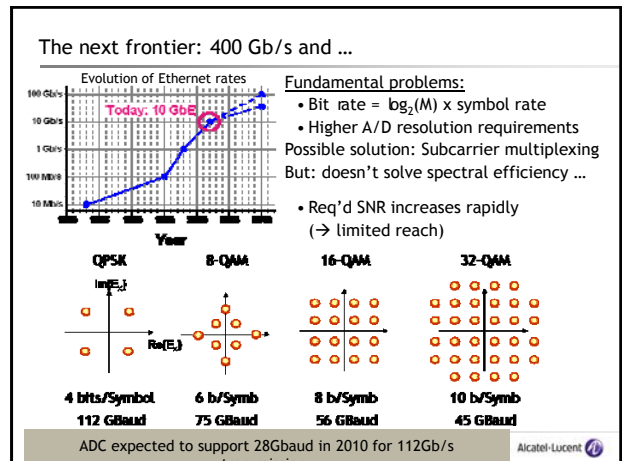 The next frontier: 400 Gb/s and …
Evolution of Ethernet rates
100 Gb/s
10 Gb/s
1 Gb/s
100 Mb/s
10 Mb/s
Today: 10 GbE
Year
Fundamental problems:
• Bit rate = log2(M) x symbol rate
• Higher A/D resolution requirements
Possible solution: Subcarrier multiplexing
But: doesn’t solve spectral efficiency …
• Req’d SNR increases rapidly
(→ limited reach)
QPSK 8-QAM 16-QAM 32-QAM
Im{Ex}
Re{Ex}
4 bits/Symbol 6 b/Symb 8 b/Symb 10 b/Symb
112 GBaud 75 GBaud 56 GBaud 45 GBaud
ADC expected to support 28Gbaud in 2010 for 112Gb/s
Alcatel-Lucent